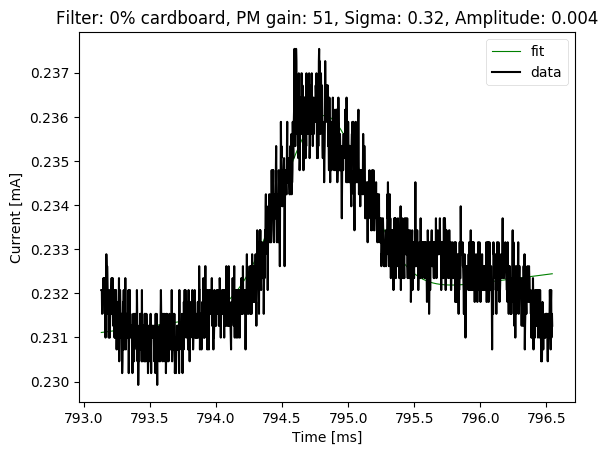 Filter: 0% cardboard, PM gain: 51, Sigma: 0.32, Amplitude: 0.004
fit
data
0.237
0.236
0.235
0.234
0.233
0.232
0.231
0.230
Current [mA]
793.0 793.5 794.0 794.5 795.0 795.5 796.0 796.5
Time [ms]